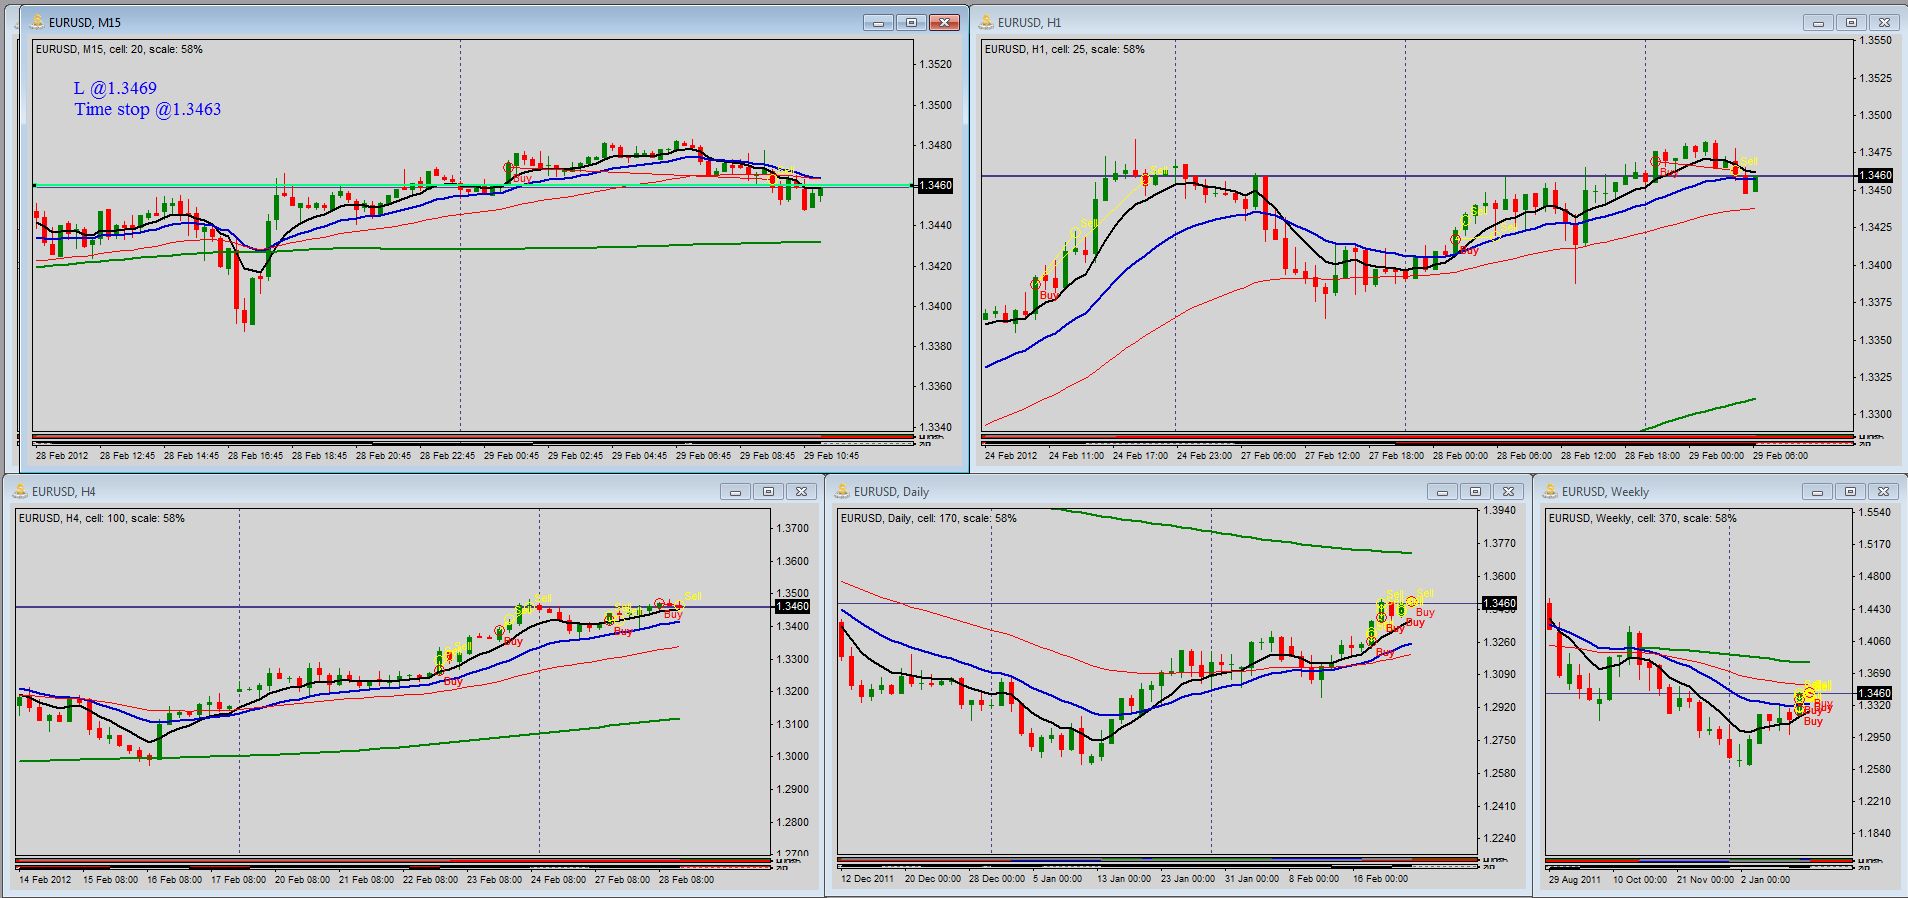 EURUSD, M15
EURUSD, M15, cell: 20, scale: 58%
L @1.3469
Time stop @1.3463
Buy
Sell
1.3520
1.3500
1.3480
1.3460
1.3440
1.3420
1.3400
1.3380
1.3360
1.3340
28 Feb 2012
28 Feb 12:45
28 Feb 14:45
28 Feb 16:45
28 Feb 18:45
28 Feb 20:45
28 Feb 22:45
29 Feb 00:45
29 Feb 02:45
29 Feb 04:45
29 Feb 06:45
29 Feb 08:45
29 Feb 10:45
EURUSD, H1
EURUSD, H1, cell: 25, scale: 58%
Buy
Sell
Sell
Buy
Sell
Buy
Sell
1.3550
1.3525
1.3500
1.3475
1.3460
1.3450
1.3425
1.3400
1.3375
1.3350
1.3325
1.3300
24 Feb 2012
24 Feb 11:00
24 Feb 17:00
24 Feb 23:00
27 Feb 06:00
27 Feb 12:00
27 Feb 18:00
28 Feb 00:00
28 Feb 06:00
28 Feb 12:00
28 Feb 18:00
29 Feb 00:00
29 Feb 06:00
EURUSD, H4
EURUSD, H4, cell: 100, scale: 58%
Buy
Sell
Buy
Sell
Buy
Sell
Buy
Sell
1.3700
1.3600
1.3500
1.3460
1.3400
1.3300
1.3200
1.3100
1.3000
1.2900
1.2800
1.2700
14 Feb 2012
15 Feb 08:00
16 Feb 08:00
17 Feb 08:00
20 Feb 08:00
21 Feb 08:00
22 Feb 08:00
23 Feb 08:00
24 Feb 08:00
27 Feb 08:00
28 Feb 08:00
EURUSD, Daily
EURUSD, Daily, cell: 170, scale: 58%
Sell
Sell
Buy
Buy
Buy
Buy
1.3940
1.3770
1.3600
1.3460
1.3260
1.3090
1.2920
1.2750
1.2580
1.2410
1.2240
12 Dec 2011
20 Dec 00:00
28 Dec 00:00
5 Jan 00:00
13 Jan 00:00
23 Jan 00:00
31 Jan 00:00
8 Feb 00:00
16 Feb 00:00
EURUSD, Weekly
EURUSD, Weekly, cell: 370, scale: 58%
Buy
Buy
1.5540
1.5170
1.4800
1.4430
1.4060
1.3690
1.3460
1.3320
1.2950
1.2580
1.2210
1.1840
29 Aug 2011
10 Oct 00:00
21 Nov 00:00
2 Jan 00:00